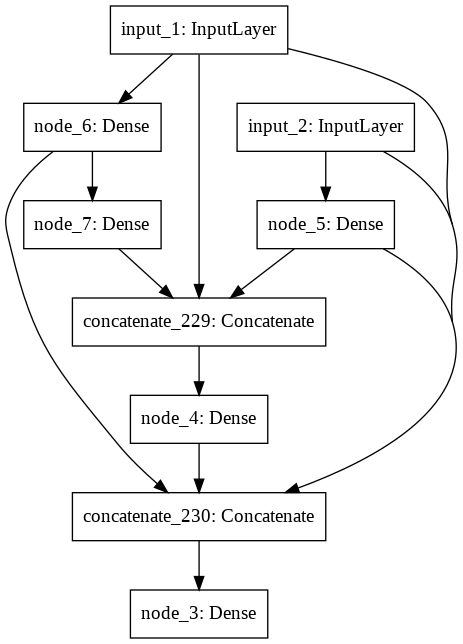 input_1: InputLayer
node_6: Dense
input_2: InputLayer
node_7: Dense
node_5: Dense
concatenate_229: Concatenate
node_4: Dense
concatenate_230: Concatenate
node_3: Dense